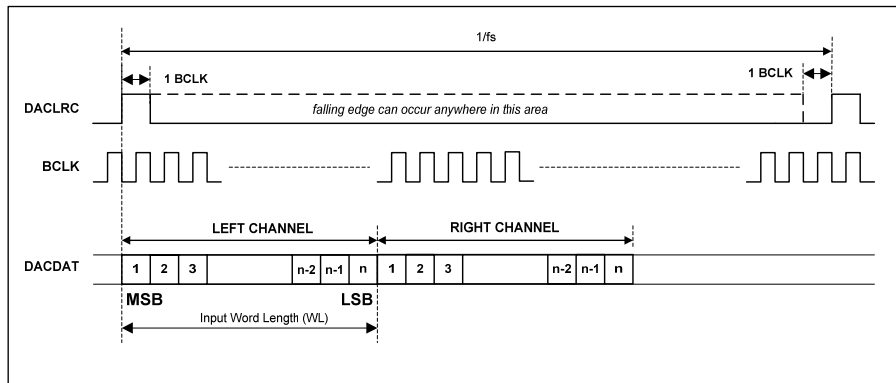 1/fs
1 BCLK
1 BCLK
DACLRC
falling edge can occur anywhere in this area
BCLK
LEFT CHANNEL
RIGHT CHANNEL
DACDAT
1 2 3 n-2 n-1 n 1 2 3 n-2 n-1 n
MSB LSB
Input Word Length (WL)